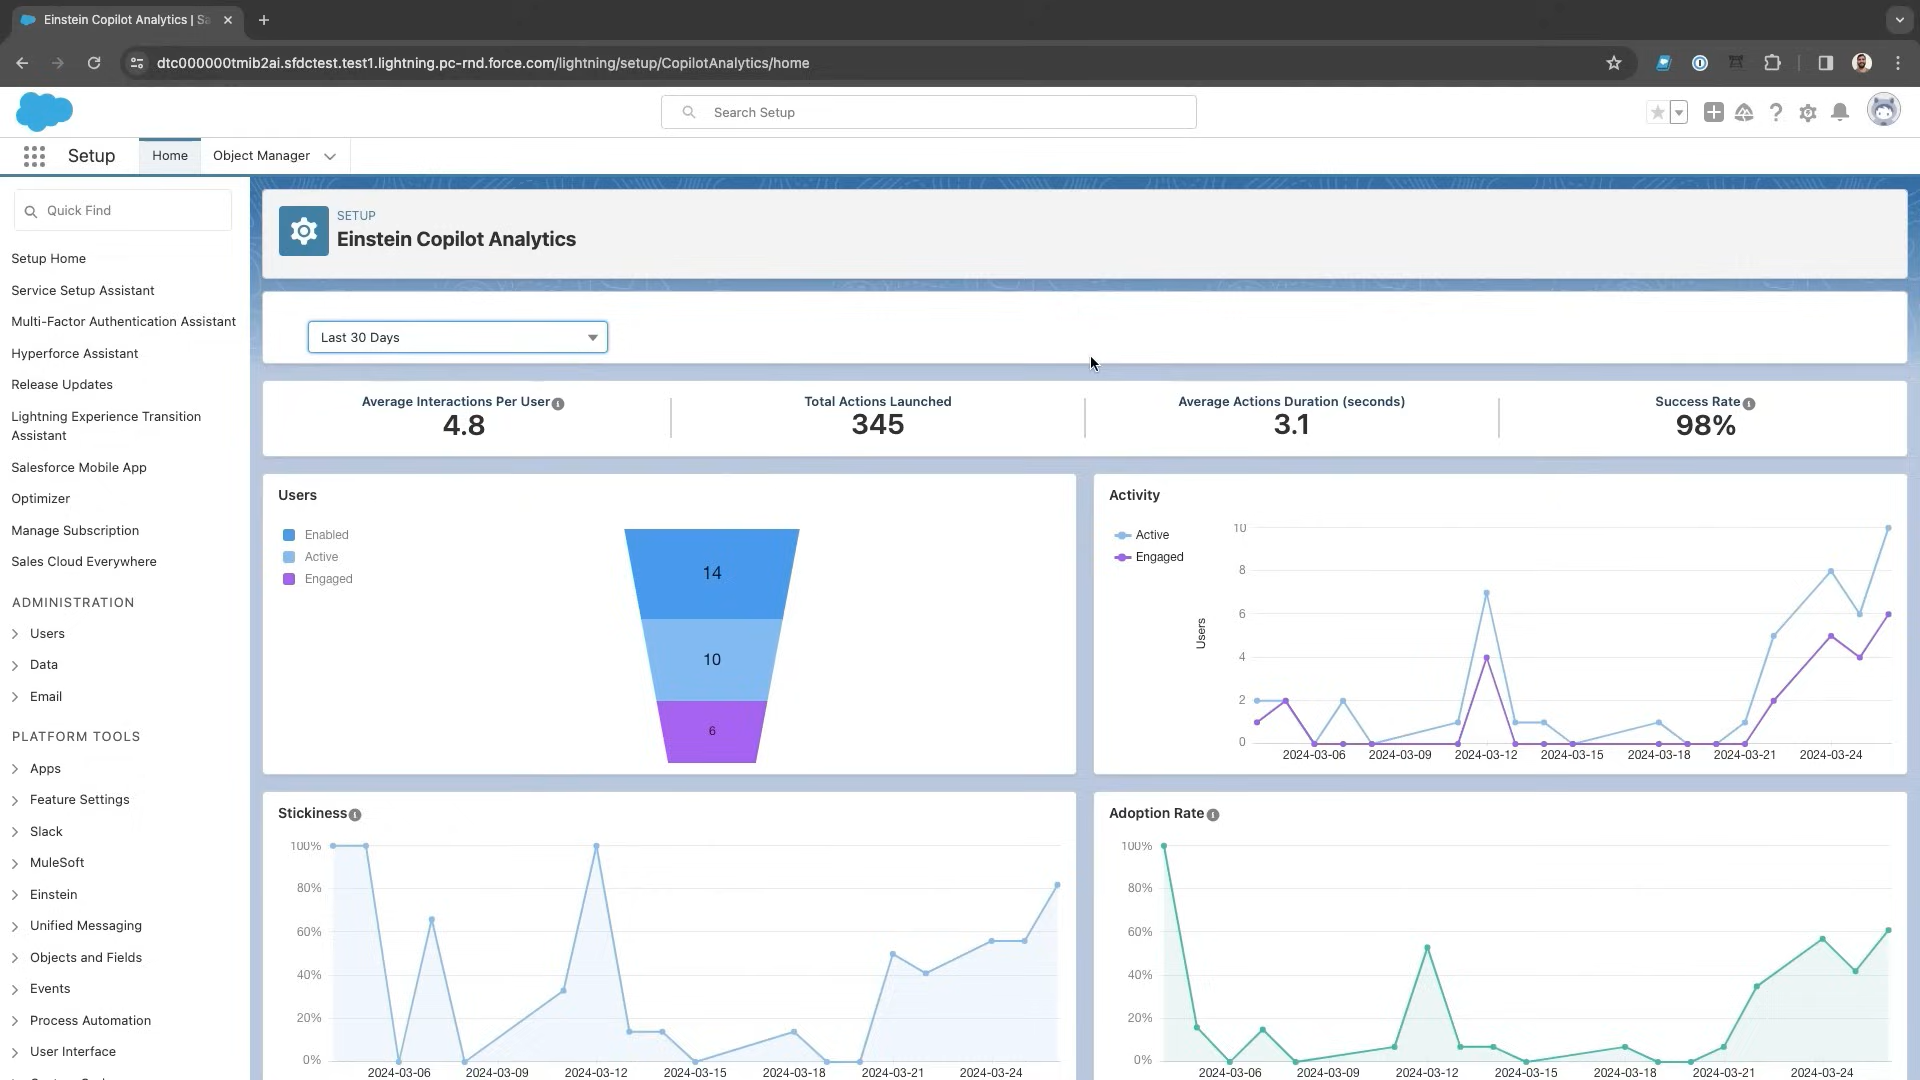 Einstein Copilot Analytics | Sa
dtc000000tmib2ai.sfdctest.test1.lightning.pc-rnd.force.com/lightning/setup/CopilotAnalytics/home
Search Setup
Setup
Home
Object Manager
Quick Find
Setup Home
Service Setup Assistant
Multi-Factor Authentication Assistant
Hyperforce Assistant
Release Updates
Lightning Experience Transition
Assistant
Salesforce Mobile App
Optimizer
Manage Subscription
Sales Cloud Everywhere
ADMINISTRATION
Users
Data
Email
PLATFORM TOOLS
Apps
Feature Settings
Slack
MuleSoft
Einstein
Unified Messaging
Objects and Fields
Events
Process Automation
User Interface
SETUP
Einstein Copilot Analytics
Last 30 Days
Average Interactions Per User
4.8
Total Actions Launched
345
Average Actions Duration (seconds)
3.1
Success Rate
98%
Users
Enabled
Active
Engaged
14
10
6
Activity
Active
Engaged
Users
10
8
6
4
2
0
2024-03-06 2024-03-09 2024-03-12 2024-03-15 2024-03-18 2024-03-21 2024-03-24
Stickiness
100%
80%
60%
40%
20%
0%
2024-03-06 2024-03-09 2024-03-12 2024-03-15 2024-03-18 2024-03-21 2024-03-24
Adoption Rate
100%
80%
60%
40%
20%
0%
2024-03-06 2024-03-09 2024-03-12 2024-03-15 2024-03-18 2024-03-21 2024-03-24